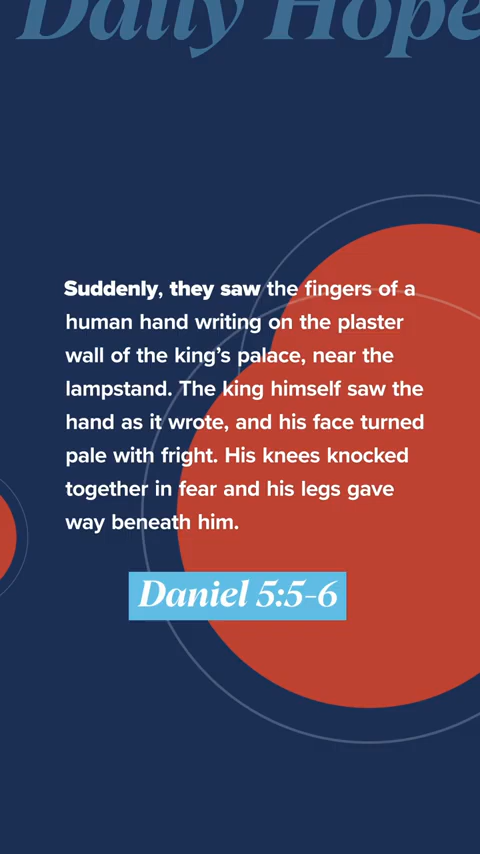 Daily Hope
Suddenly, they saw the fingers of a
human hand writing on the plaster
wall of the king’s palace, near the
lampstand. The king himself saw the
hand as it wrote, and his face turned
pale with fright. His knees knocked
together in fear and his legs gave
way beneath him.
Daniel 5:5-6